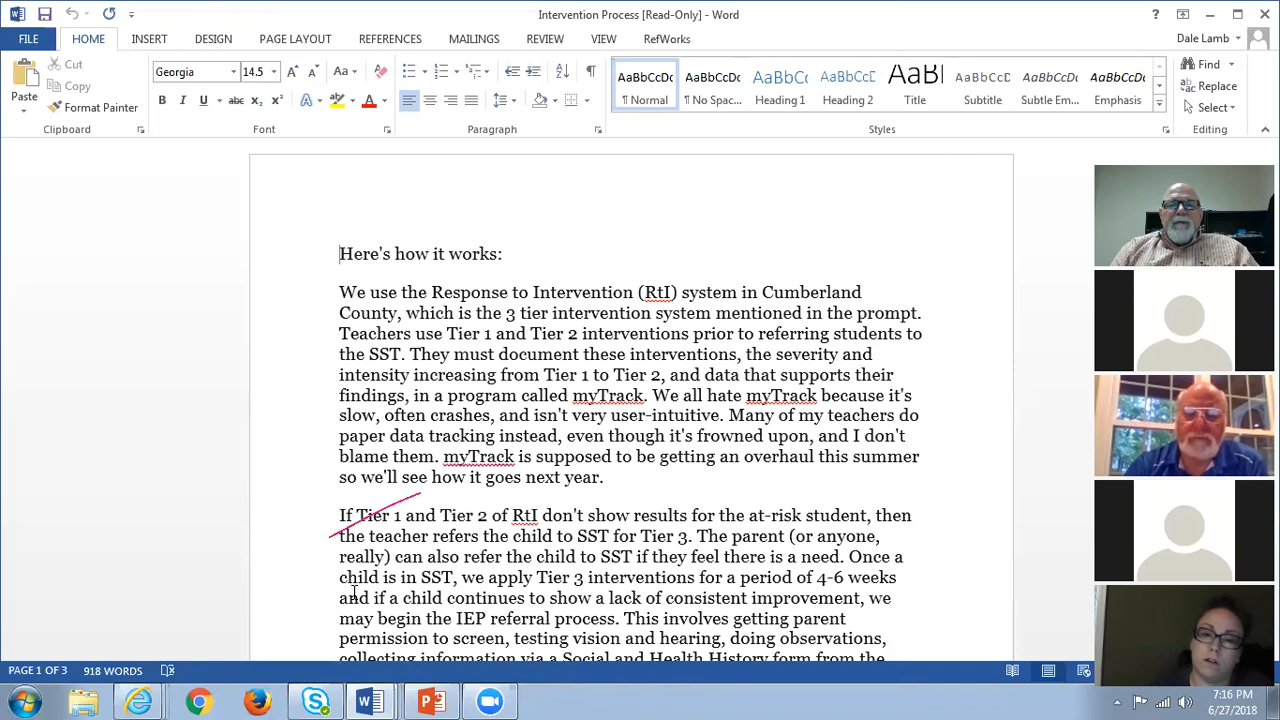 Intervention Process [Read-Only] - Word
FILE HOME INSERT DESIGN PAGE LAYOUT REFERENCES MAILINGS REVIEW VIEW RefWorks
Dale Lamb
Paste
Cut
Copy
Format Painter
Georgia 14.5
AaBbCcDc AaBbCcDc AaBbCc AaBbCcD AaBl AaBbCcDc AaBbCcDc AaBbCcDc
¶ Normal ¶ No Spac... Heading 1 Heading 2 Title Subtitle Subtle Em... Emphasis
Find
Replace
Select
Clipboard Font Paragraph Styles Editing
Here's how it works:
We use the Response to Intervention (RtI) system in Cumberland
County, which is the 3 tier intervention system mentioned in the prompt.
Teachers use Tier 1 and Tier 2 interventions prior to referring students to
the SST. They must document these interventions, the severity and
intensity increasing from Tier 1 to Tier 2, and data that supports their
findings, in a program called myTrack. We all hate myTrack because it's
slow, often crashes, and isn't very user-intuitive. Many of my teachers do
paper data tracking instead, even though it's frowned upon, and I don't
blame them. myTrack is supposed to be getting an overhaul this summer
so we'll see how it goes next year.
If Tier 1 and Tier 2 of RtI don't show results for the at-risk student, then
the teacher refers the child to SST for Tier 3. The parent (or anyone,
really) can also refer the child to SST if they feel there is a need. Once a
child is in SST, we apply Tier 3 interventions for a period of 4-6 weeks
and if a child continues to show a lack of consistent improvement, we
may begin the IEP referral process. This involves getting parent
permission to screen, testing vision and hearing, doing observations,
collecting information via a Social and Health History form from the
PAGE 1 OF 3 918 WORDS
7:16 PM
6/27/2018